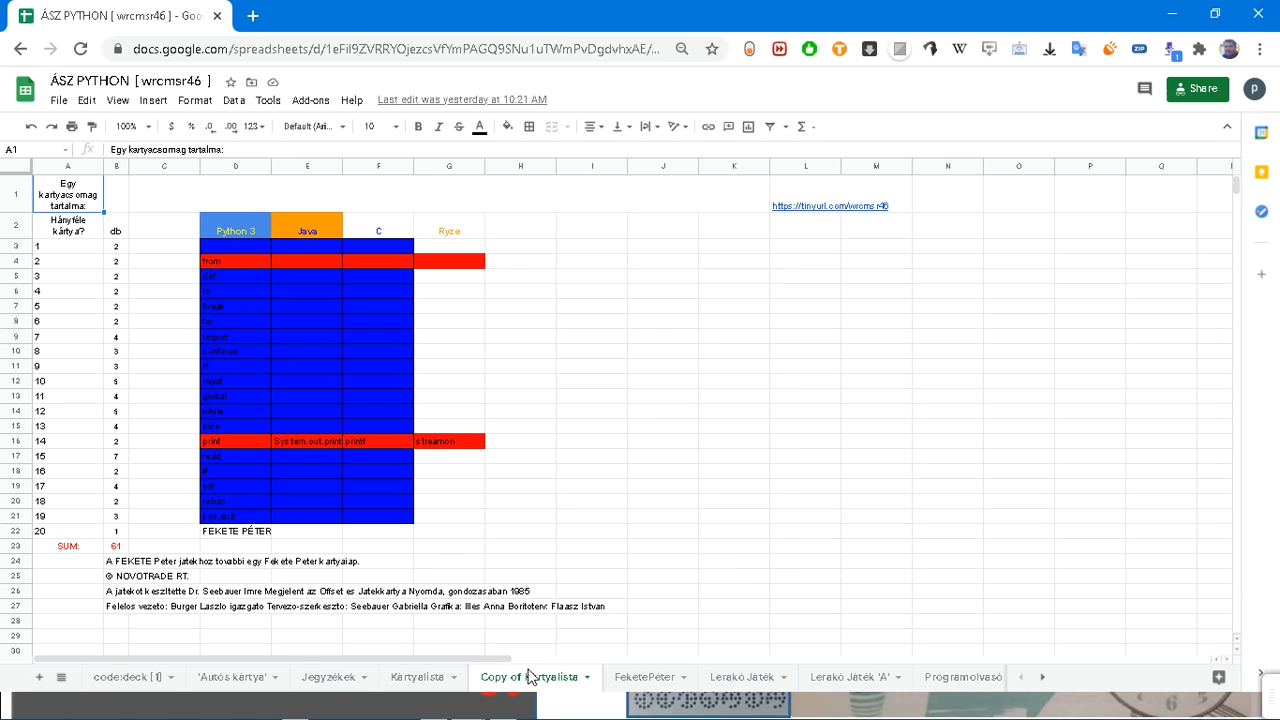 ÁSZ PYTHON [ wrcmsr46 ] - Goo
docs.google.com/spreadsheets/d/1eFil9ZVRRYOjezcsVfYmPAGQ9SNu1uTWmPvDgdvhxAE/...
ÁSZ PYTHON [ wrcmsr46 ]
File Edit View Insert Format Data Tools Add-ons Help Last edit was yesterday at 10:21 AM
Share
p
100% $ % .0 .00 123 Default (Ari... 10
A1 fx Egy kartyacsomag tartalma:
A B C D E F G H I J K L M N O P Q
1 Egy kártyacsomag tartalma: https://tinyurl.com/wrcmsr46
2 Hányféle kártya? db Python 3 Java C Ryze
3 1 2
4 2 2 from
5 3 2 def
6 4 2
7 5 2 break
8 6 2 for
9 7 4 import
10 8 3 continue
11 9 3 if
12 10 5 input
13 11 4 global
14 12 5 while
15 13 4 else
16 14 2 print System.out.print printf streamon
17 15 7 read
18 16 2 #
19 17 4 elif
20 18 2 return
21 19 3 sys.exit
22 20 1 FEKETE PÉTER
23 SUM: 61
24 A FEKETE Peter jatekhoz tovabbi egy Fekete Peter kartyalap.
25 © NOVOTRADE RT.
26 A jatekot keszitette Dr. Seebauer Imre Megjelent az Offset es Jatekkartya Nyomda, gondozasaban 1985
27 Felelos vezeto: Burger Laszlo igazgato Tervezo-szerkeszto: Seebauer Gabriella Grafika: Illes Anna Boritoterv: Flaasz Istvan
28
29
30
code:deck [1] 'Autós kártya' Jegyzékek Kártyalista Copy of Kártyalista FeketePéter Lerakó Játék Lerakó Játék 'A' Programolvasó